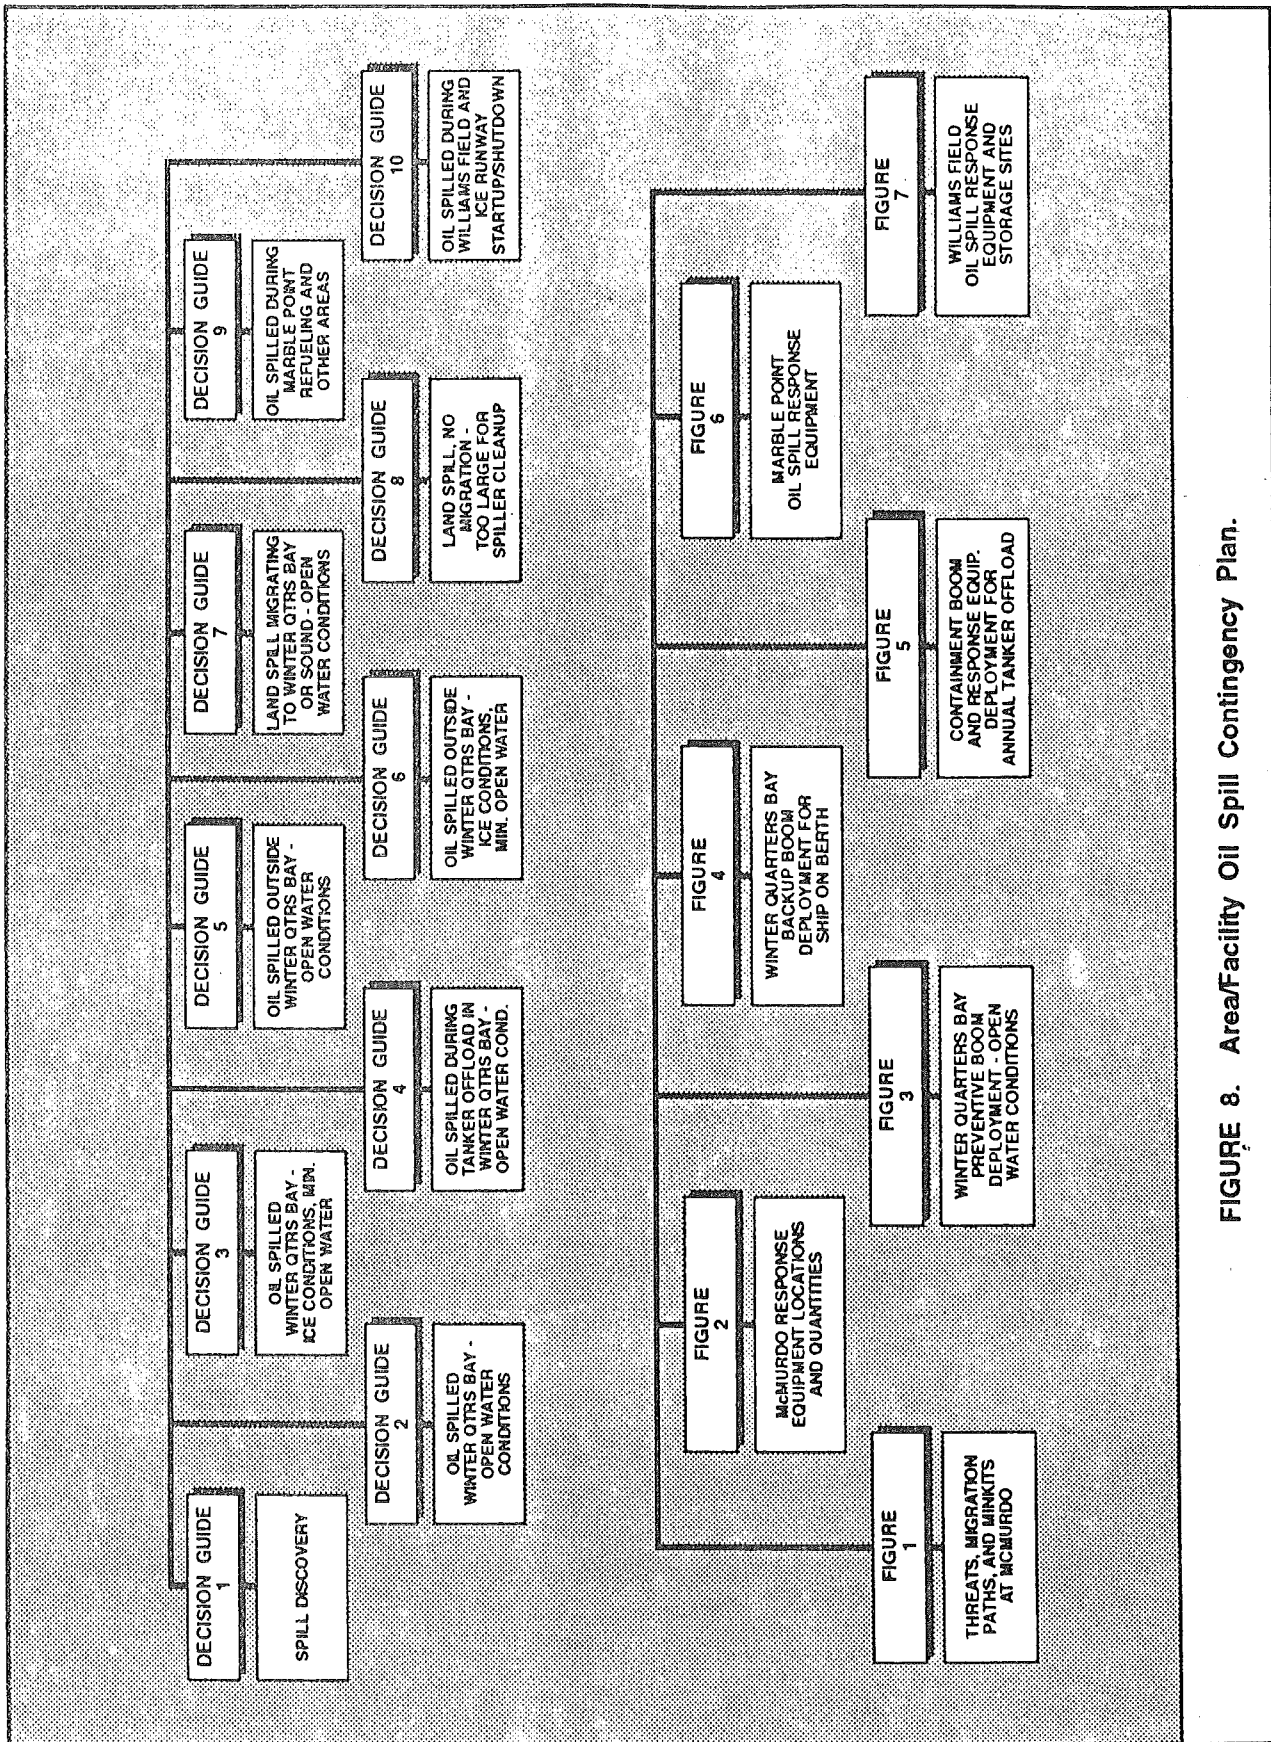 DECISION GUIDE
1
SPILL DISCOVERY
DECISION GUIDE
2
OIL SPILLED
WINTER QTRS BAY -
OPEN WATER
CONDITIONS
DECISION GUIDE
3
OIL SPILLED
WINTER QTRS BAY -
ICE CONDITIONS, MIN.
OPEN WATER
DECISION GUIDE
4
OIL SPILLED DURING
TANKER OFFLOAD IN
WINTER QTRS BAY -
OPEN WATER COND.
DECISION GUIDE
5
OIL SPILLED OUTSIDE
WINTER QTRS BAY -
OPEN WATER
CONDITIONS
DECISION GUIDE
6
OIL SPILLED OUTSIDE
WINTER QTRS BAY -
ICE CONDITIONS,
MIN. OPEN WATER
DECISION GUIDE
7
LAND SPILL MIGRATING
TO WINTER QTRS BAY
OR SOUND - OPEN
WATER CONDITIONS
DECISION GUIDE
8
LAND SPILL, NO
MIGRATION -
TOO LARGE FOR
SPILLER CLEANUP
DECISION GUIDE
9
OIL SPILLED DURING
MARBLE POINT
REFUELING AND
OTHER AREAS
DECISION GUIDE
10
OIL SPILLED DURING
WILLIAMS FIELD AND
ICE RUNWAY
STARTUP/SHUTDOWN
FIGURE
1
THREATS, MIGRATION
PATHS, AND MINKITS
AT MCMURDO
FIGURE
2
McMURDO RESPONSE
EQUIPMENT LOCATIONS
AND QUANTITIES
FIGURE
3
WINTER QUARTERS BAY
PREVENTIVE BOOM
DEPLOYMENT - OPEN
WATER CONDITIONS
FIGURE
4
WINTER QUARTERS BAY
BACKUP BOOM
DEPLOYMENT FOR
SHIP ON BERTH
FIGURE
5
CONTAINMENT BOOM
AND RESPONSE EQUIP.
DEPLOYMENT FOR
ANNUAL TANKER OFFLOAD
FIGURE
6
MARBLE POINT
OIL SPILL RESPONSE
EQUIPMENT
FIGURE
7
WILLIAMS FIELD
OIL SPILL RESPONSE
EQUIPMENT AND
STORAGE SITES
FIGURE 8. Area/Facility Oil Spill Contingency Plan.